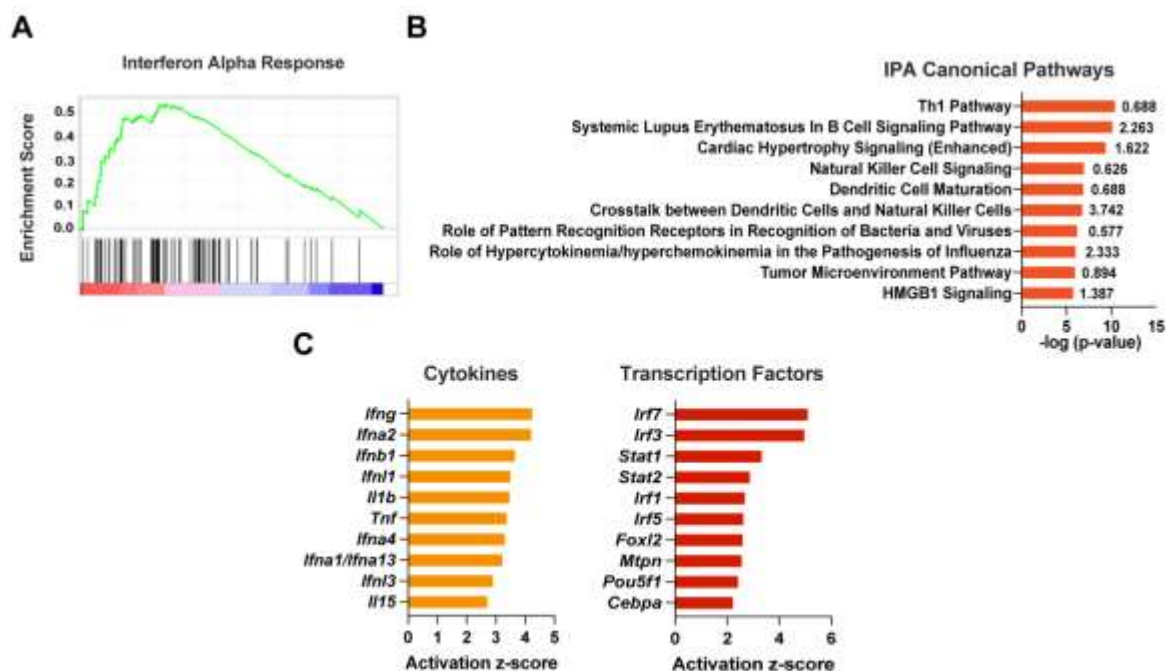 A
Interferon Alpha Response
Enrichment Score
0.5
0.4
0.3
0.2
0.1
0.0
B
IPA Canonical Pathways
Th1 Pathway 0.688
Systemic Lupus Erythematosus In B Cell Signaling Pathway 2.263
Cardiac Hypertrophy Signaling (Enhanced) 1.622
Natural Killer Cell Signaling 0.626
Dendritic Cell Maturation 0.688
Crosstalk between Dendritic Cells and Natural Killer Cells 3.742
Role of Pattern Recognition Receptors in Recognition of Bacteria and Viruses 0.577
Role of Hypercytokinemia/hyperchemokinemia in the Pathogenesis of Influenza 2.333
Tumor Microenvironment Pathway 0.894
HMGB1 Signaling 1.387
0 5 10 15
-log (p-value)
C
Cytokines
Ifng
Ifna2
Ifnb1
Ifnl1
Il1b
Tnf
Ifna4
Ifna1/Ifna13
Ifnl3
Il15
0 1 2 3 4 5
Activation z-score
Transcription Factors
Irf7
Irf3
Stat1
Stat2
Irf1
Irf5
Foxl2
Mtpn
Pou5f1
Cebpa
0 2 4 6
Activation z-score